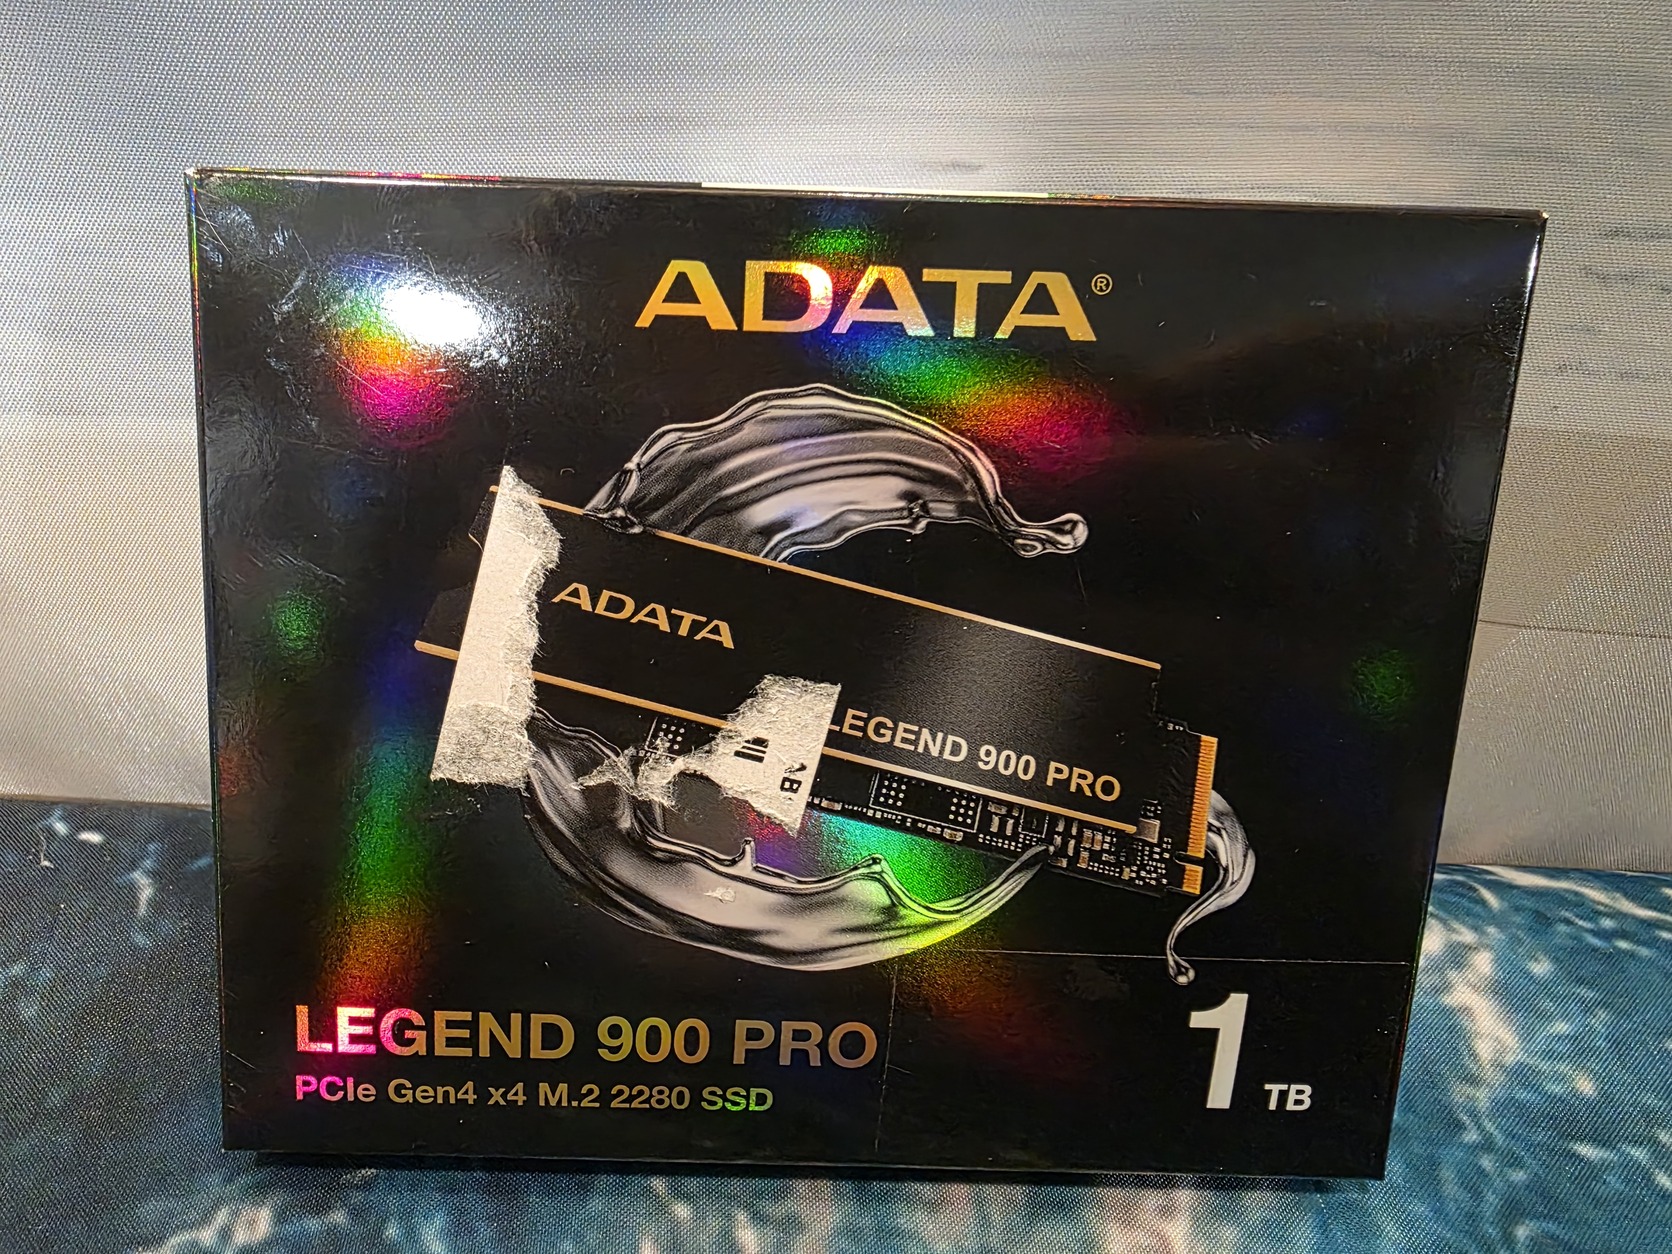 ADATA®
ADATA
LEGEND 900 PRO
LEGEND 900 PRO
PCIe Gen4 x4 M.2 2280 SSD
1 TB